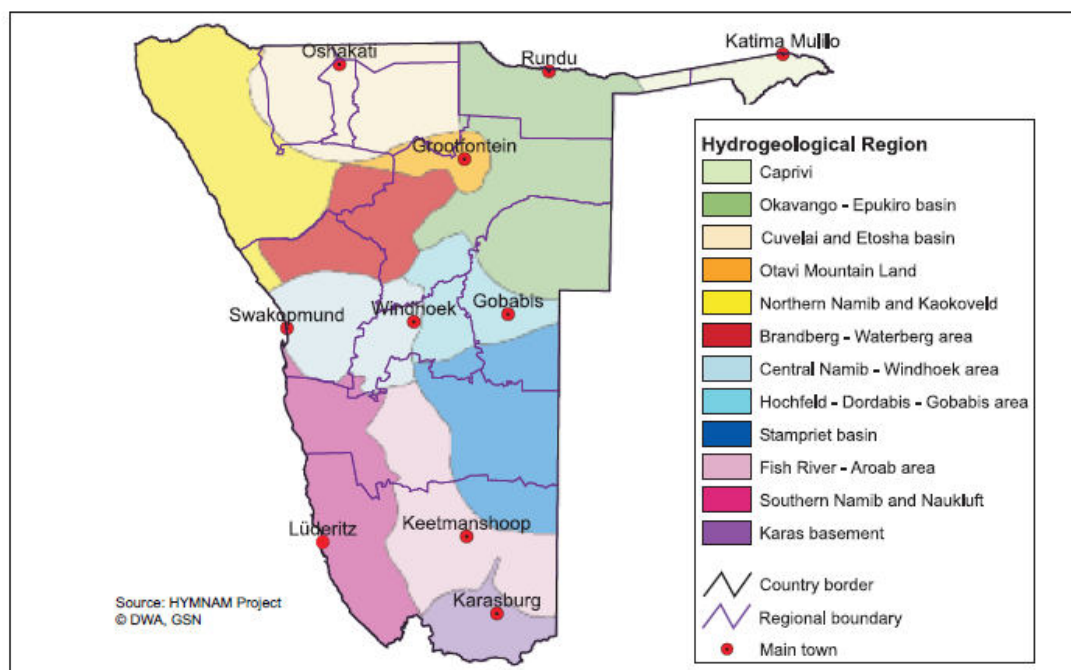 Oshakati
Rundu
Katima Mulilo
Grootfontein
Swakopmund
Windhoek
Gobabis
Lüderitz
Keetmanshoop
Karasburg
Source: HYMNAM Project
© DWA, GSN
Hydrogeological Region
Caprivi
Okavango - Epukiro basin
Cuvelai and Etosha basin
Otavi Mountain Land
Northern Namib and Kaokoveld
Brandberg - Waterberg area
Central Namib - Windhoek area
Hochfeld - Dordabis - Gobabis area
Stampriet basin
Fish River - Aroab area
Southern Namib and Naukluft
Karas basement
Country border
Regional boundary
Main town